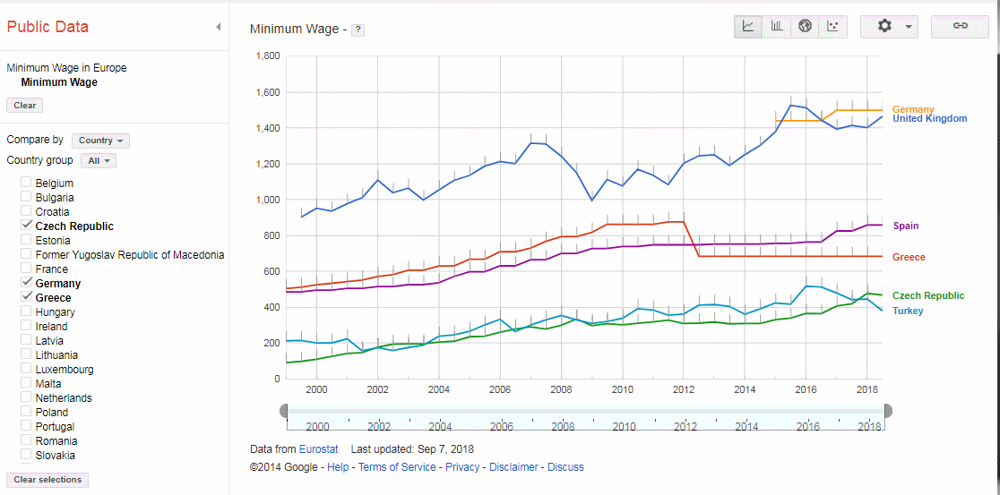 Public Data
Minimum Wage in Europe
Minimum Wage
Clear
Compare by Country
Country group All
Belgium
Bulgaria
Croatia
Czech Republic
Estonia
Former Yugoslav Republic of Macedonia
France
Germany
Greece
Hungary
Ireland
Latvia
Lithuania
Luxembourg
Malta
Netherlands
Poland
Portugal
Romania
Slovakia
Clear selections
Minimum Wage - ?
1,800
1,600
1,400
1,200
1,000
800
600
400
200
0
Germany
United Kingdom
Spain
Greece
Czech Republic
Turkey
2000 2002 2004 2006 2008 2010 2012 2014 2016 2018
2000 2002 2004 2006 2008 2010 2012 2014 2016 2018
Data from Eurostat Last updated: Sep 7, 2018
©2014 Google - Help - Terms of Service - Privacy - Disclaimer - Discuss